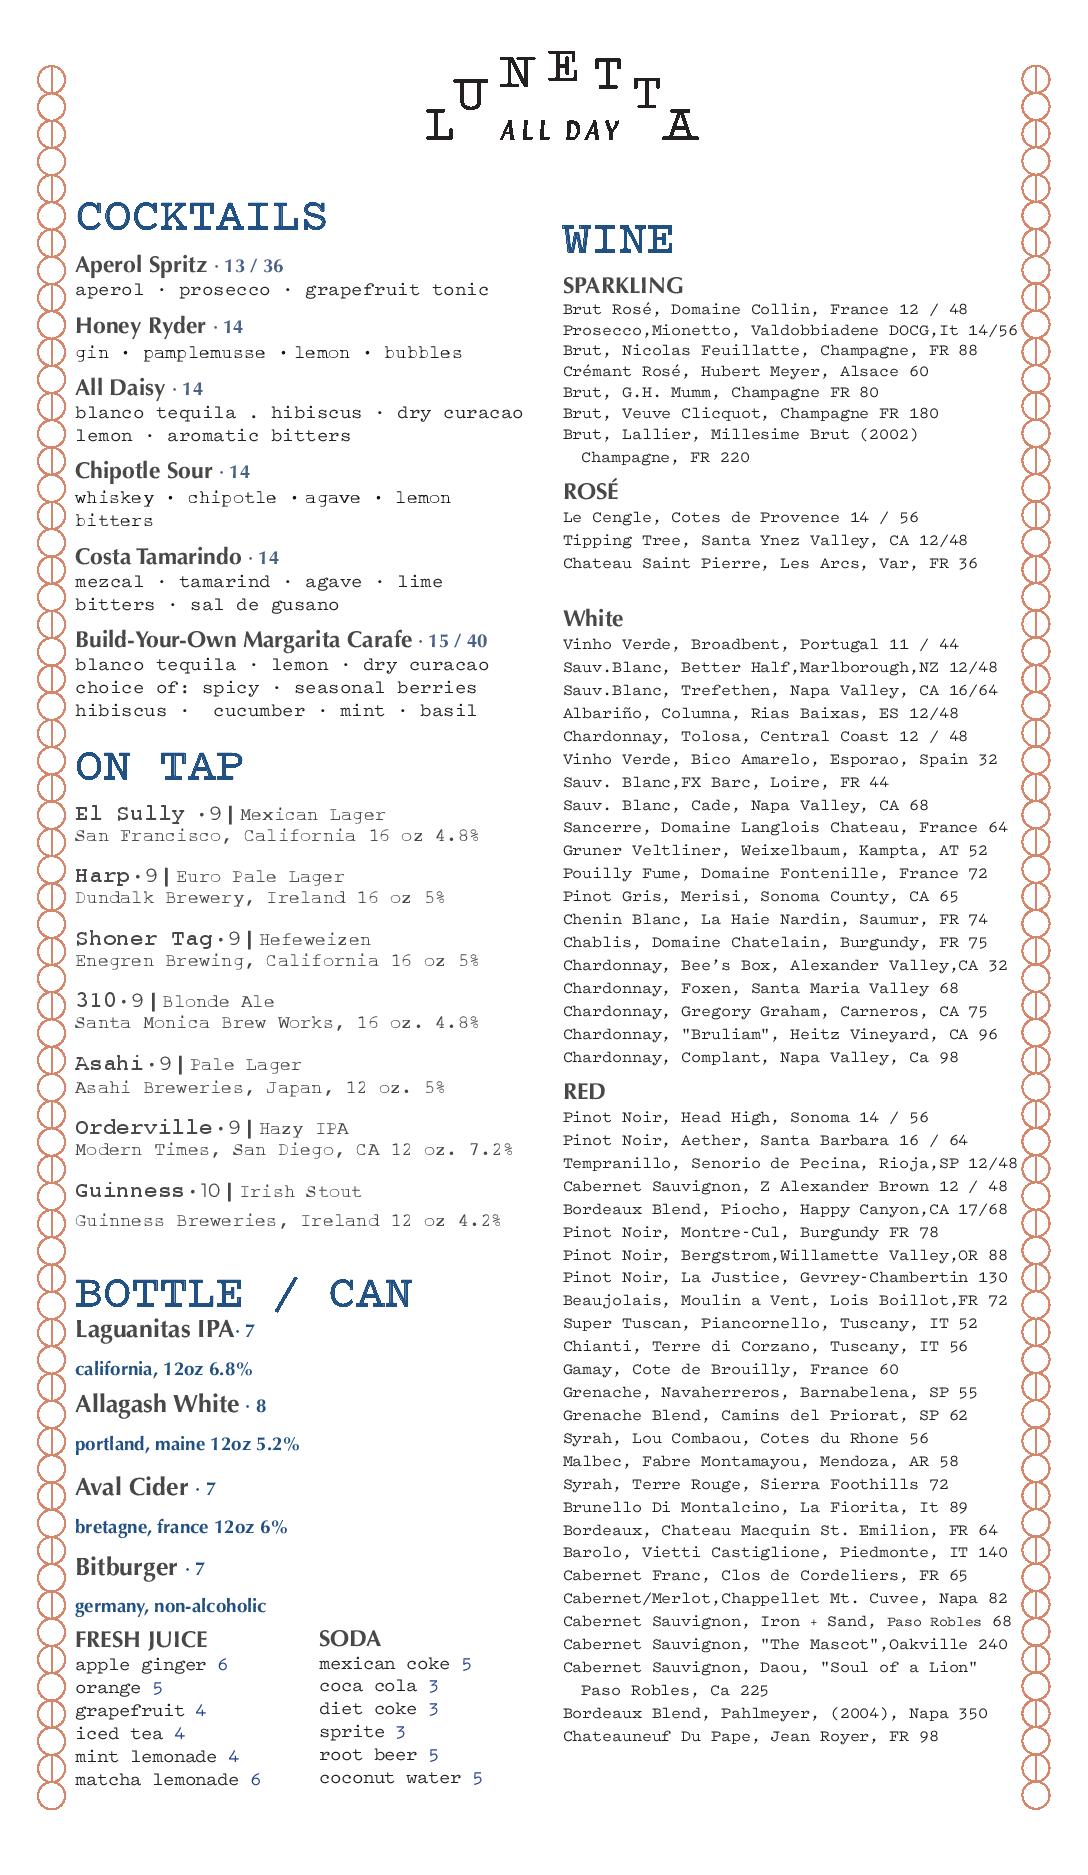 LUNETTA
ALL DAY
COCKTAILS
Aperol Spritz · 13 / 36
aperol · prosecco · grapefruit tonic
Honey Ryder · 14
gin · pamplemusse · lemon · bubbles
All Daisy · 14
blanco tequila . hibiscus · dry curacao
lemon · aromatic bitters
Chipotle Sour · 14
whiskey · chipotle · agave · lemon
bitters
Costa Tamarindo · 14
mezcal · tamarind · agave · lime
bitters · sal de gusano
Build-Your-Own Margarita Carafe · 15 / 40
blanco tequila · lemon · dry curacao
choice of: spicy · seasonal berries
hibiscus · cucumber · mint · basil
ON TAP
El Sully ·9|Mexican Lager
San Francisco, California 16 oz 4.8%
Harp·9|Euro Pale Lager
Dundalk Brewery, Ireland 16 oz 5%
Shoner Tag·9|Hefeweizen
Enegren Brewing, California 16 oz 5%
310·9|Blonde Ale
Santa Monica Brew Works, 16 oz. 4.8%
Asahi·9|Pale Lager
Asahi Breweries, Japan, 12 oz. 5%
Orderville·9|Hazy IPA
Modern Times, San Diego, CA 12 oz. 7.2%
Guinness·10|Irish Stout
Guinness Breweries, Ireland 12 oz 4.2%
BOTTLE / CAN
Laguanitas IPA· 7
california, 12oz 6.8%
Allagash White · 8
portland, maine 12oz 5.2%
Aval Cider · 7
bretagne, france 12oz 6%
Bitburger · 7
germany, non-alcoholic
FRESH JUICE
apple ginger 6
orange 5
grapefruit 4
iced tea 4
mint lemonade 4
matcha lemonade 6
SODA
mexican coke 5
coca cola 3
diet coke 3
sprite 3
root beer 5
coconut water 5
WINE
SPARKLING
Brut Rosé, Domaine Collin, France 12 / 48
Prosecco,Mionetto, Valdobbiadene DOCG,It 14/56
Brut, Nicolas Feuillatte, Champagne, FR 88
Crémant Rosé, Hubert Meyer, Alsace 60
Brut, G.H. Mumm, Champagne FR 80
Brut, Veuve Clicquot, Champagne FR 180
Brut, Lallier, Millesime Brut (2002)
Champagne, FR 220
ROSÉ
Le Cengle, Cotes de Provence 14 / 56
Tipping Tree, Santa Ynez Valley, CA 12/48
Chateau Saint Pierre, Les Arcs, Var, FR 36
White
Vinho Verde, Broadbent, Portugal 11 / 44
Sauv.Blanc, Better Half,Marlborough,NZ 12/48
Sauv.Blanc, Trefethen, Napa Valley, CA 16/64
Albariño, Columna, Rias Baixas, ES 12/48
Chardonnay, Tolosa, Central Coast 12 / 48
Vinho Verde, Bico Amarelo, Esporao, Spain 32
Sauv. Blanc,FX Barc, Loire, FR 44
Sauv. Blanc, Cade, Napa Valley, CA 68
Sancerre, Domaine Langlois Chateau, France 64
Gruner Veltliner, Weixelbaum, Kampta, AT 52
Pouilly Fume, Domaine Fontenille, France 72
Pinot Gris, Merisi, Sonoma County, CA 65
Chenin Blanc, La Haie Nardin, Saumur, FR 74
Chablis, Domaine Chatelain, Burgundy, FR 75
Chardonnay, Bee's Box, Alexander Valley,CA 32
Chardonnay, Foxen, Santa Maria Valley 68
Chardonnay, Gregory Graham, Carneros, CA 75
Chardonnay, "Bruliam", Heitz Vineyard, CA 96
Chardonnay, Complant, Napa Valley, Ca 98
RED
Pinot Noir, Head High, Sonoma 14 / 56
Pinot Noir, Aether, Santa Barbara 16 / 64
Tempranillo, Senorio de Pecina, Rioja,SP 12/48
Cabernet Sauvignon, Z Alexander Brown 12 / 48
Bordeaux Blend, Piocho, Happy Canyon,CA 17/68
Pinot Noir, Montre-Cul, Burgundy FR 78
Pinot Noir, Bergstrom,Willamette Valley,OR 88
Pinot Noir, La Justice, Gevrey-Chambertin 130
Beaujolais, Moulin a Vent, Lois Boillot,FR 72
Super Tuscan, Piancornello, Tuscany, IT 52
Chianti, Terre di Corzano, Tuscany, IT 56
Gamay, Cote de Brouilly, France 60
Grenache, Navaherreros, Barnabelena, SP 55
Grenache Blend, Camins del Priorat, SP 62
Syrah, Lou Combaou, Cotes du Rhone 56
Malbec, Fabre Montamayou, Mendoza, AR 58
Syrah, Terre Rouge, Sierra Foothills 72
Brunello Di Montalcino, La Fiorita, It 89
Bordeaux, Chateau Macquin St. Emilion, FR 64
Barolo, Vietti Castiglione, Piedmonte, IT 140
Cabernet Franc, Clos de Cordeliers, FR 65
Cabernet/Merlot,Chappellet Mt. Cuvee, Napa 82
Cabernet Sauvignon, Iron + Sand, Paso Robles 68
Cabernet Sauvignon, "The Mascot",Oakville 240
Cabernet Sauvignon, Daou, "Soul of a Lion"
Paso Robles, Ca 225
Bordeaux Blend, Pahlmeyer, (2004), Napa 350
Chateauneuf Du Pape, Jean Royer, FR 98